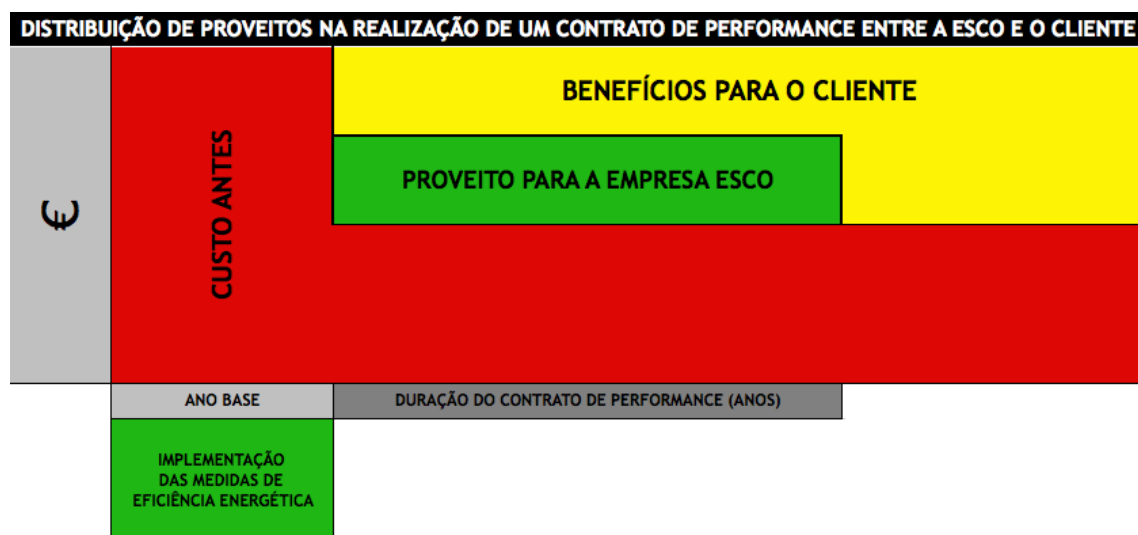 DISTRIBUIÇÃO DE PROVEITOS NA REALIZAÇÃO DE UM CONTRATO DE PERFORMANCE ENTRE A ESCO E O CLIENTE
BENEFÍCIOS PARA O CLIENTE
PROVEITO PARA A EMPRESA ESCO
CUSTO ANTES
€
ANO BASE
DURAÇÃO DO CONTRATO DE PERFORMANCE (ANOS)
IMPLEMENTAÇÃO
DAS MEDIDAS DE
EFICIÊNCIA ENERGÉTICA